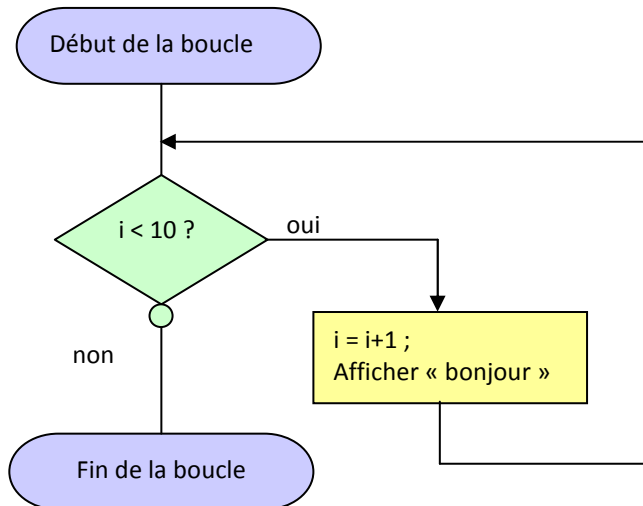 Début de la boucle
i < 10 ?
oui
i = i+1 ;
Afficher « bonjour »
non
Fin de la boucle